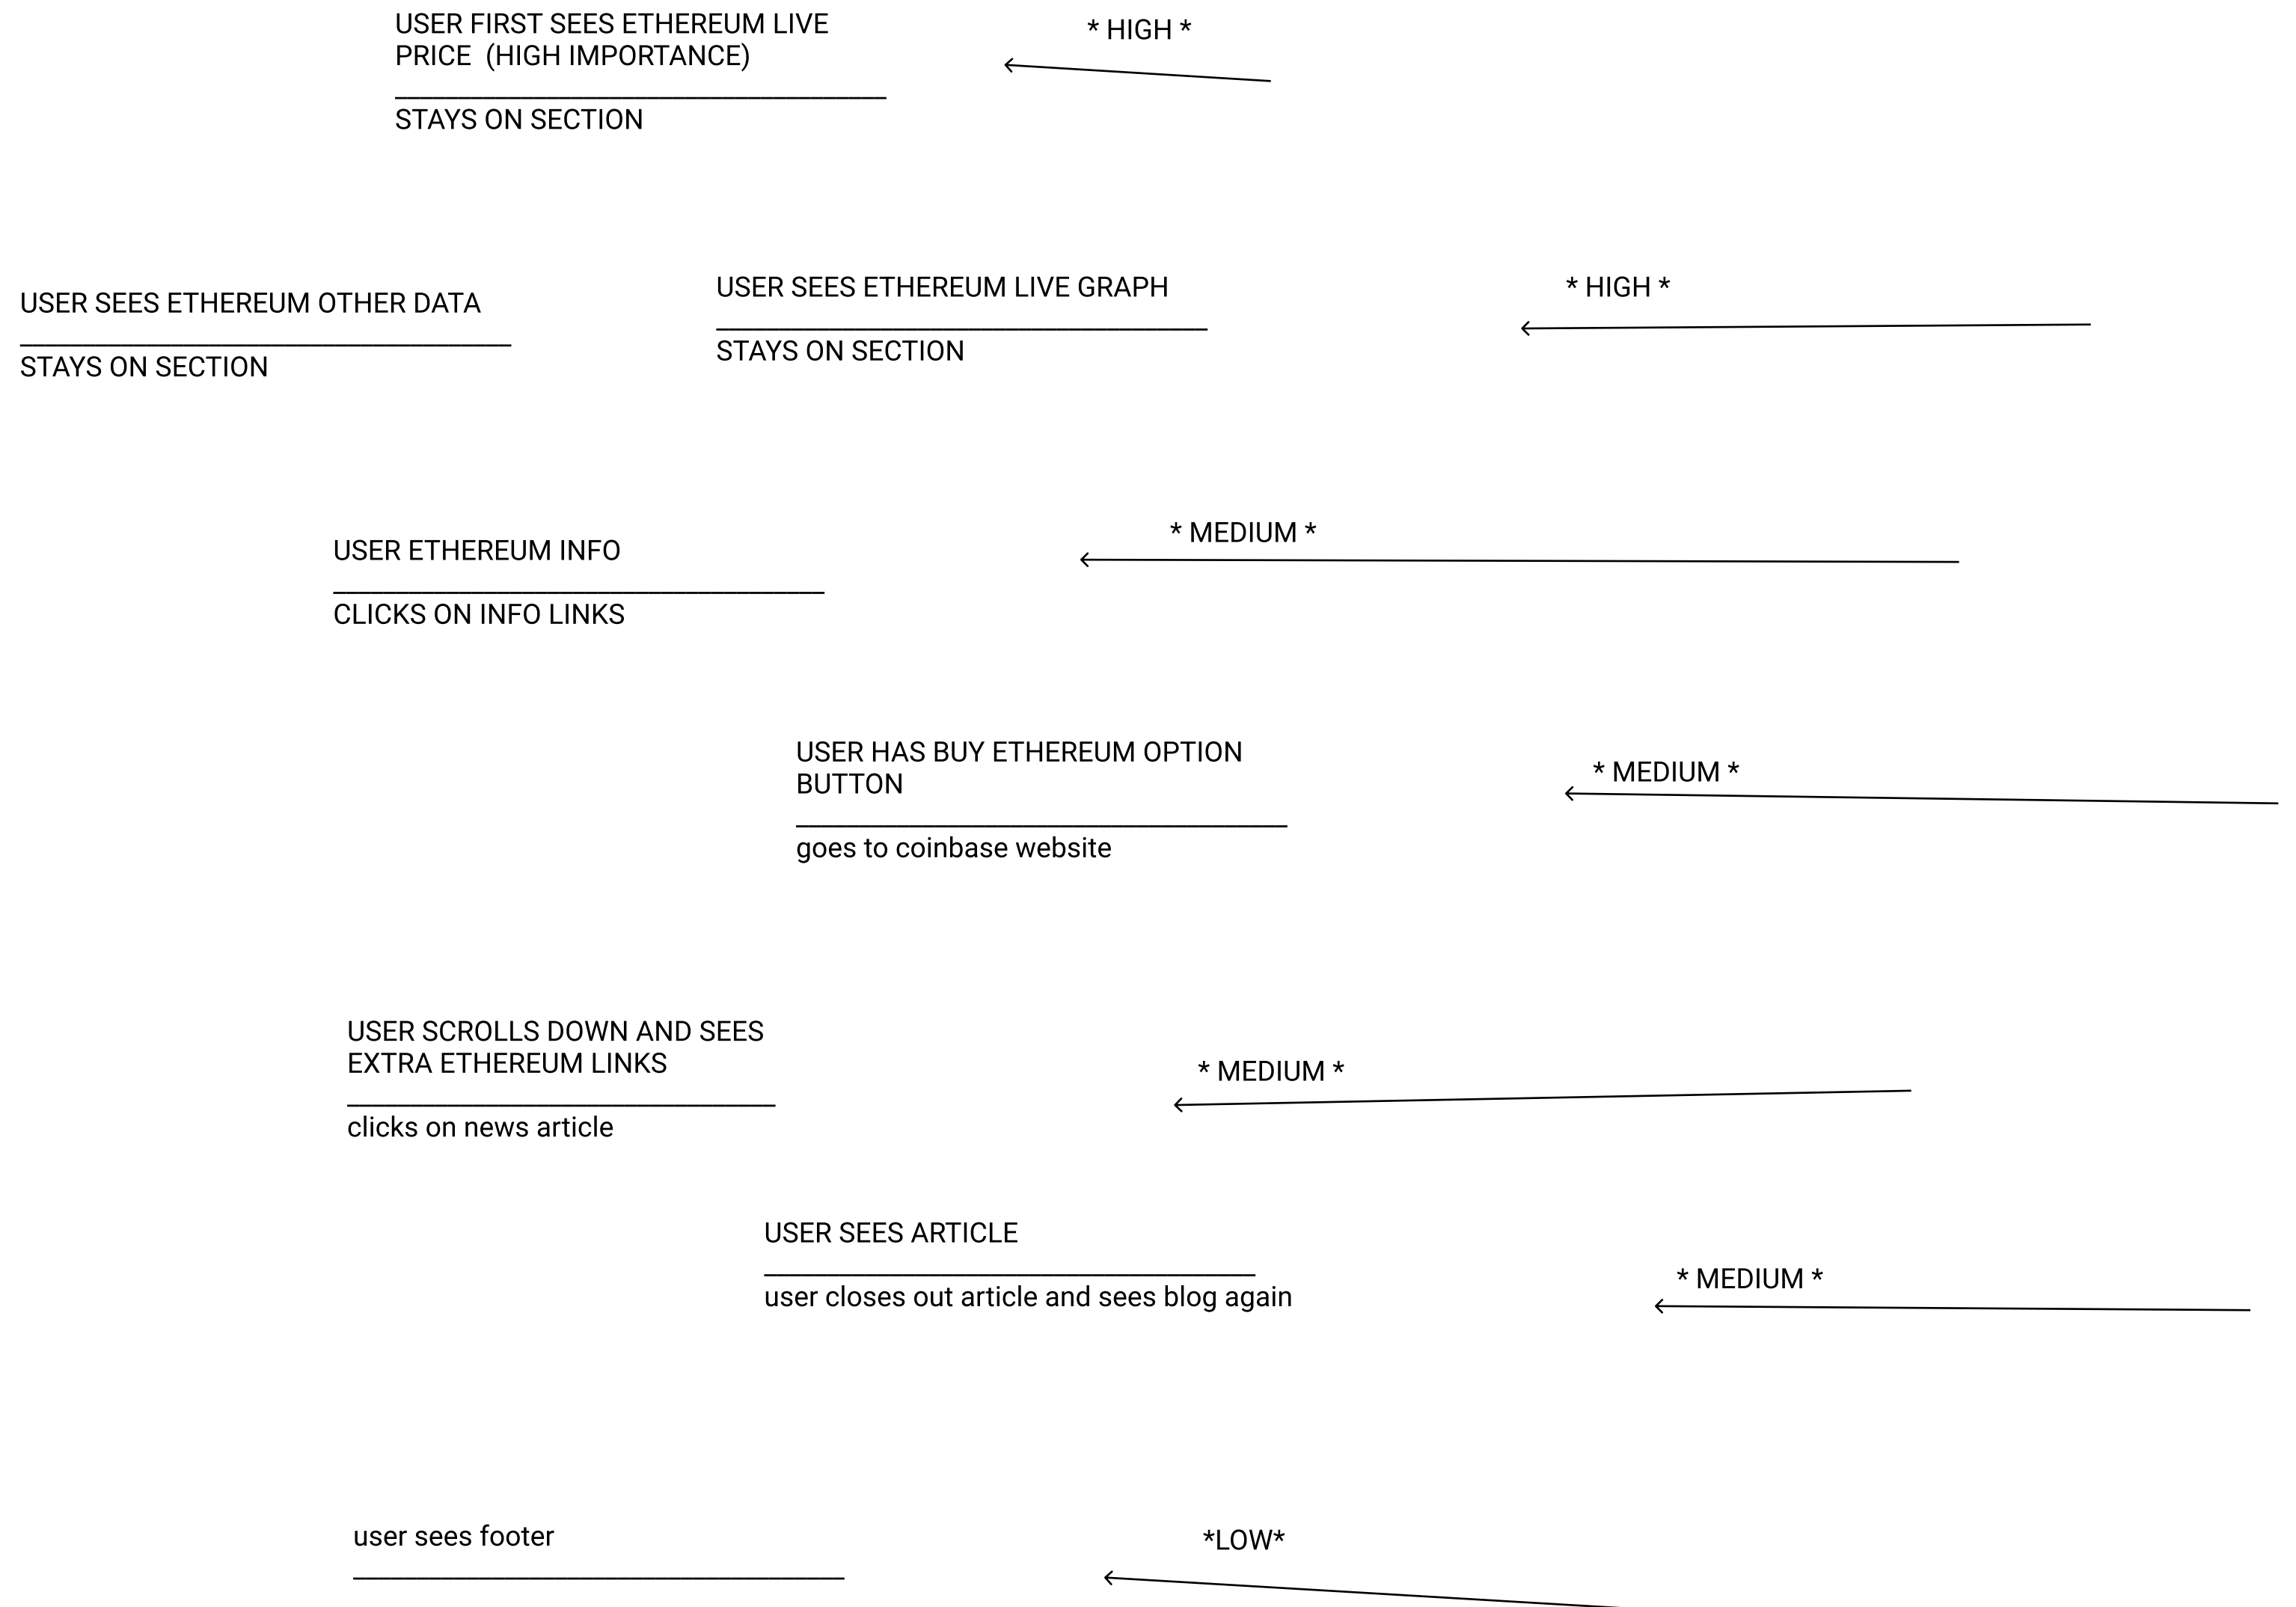 USER FIRST SEES ETHEREUM LIVE
PRICE (HIGH IMPORTANCE)
STAYS ON SECTION
* HIGH *
USER SEES ETHEREUM OTHER DATA
STAYS ON SECTION
USER SEES ETHEREUM LIVE GRAPH
STAYS ON SECTION
* HIGH *
USER ETHEREUM INFO
CLICKS ON INFO LINKS
* MEDIUM *
USER HAS BUY ETHEREUM OPTION
BUTTON
goes to coinbase website
* MEDIUM *
USER SCROLLS DOWN AND SEES
EXTRA ETHEREUM LINKS
clicks on news article
* MEDIUM *
USER SEES ARTICLE
user closes out article and sees blog again
* MEDIUM *
user sees footer
*LOW*